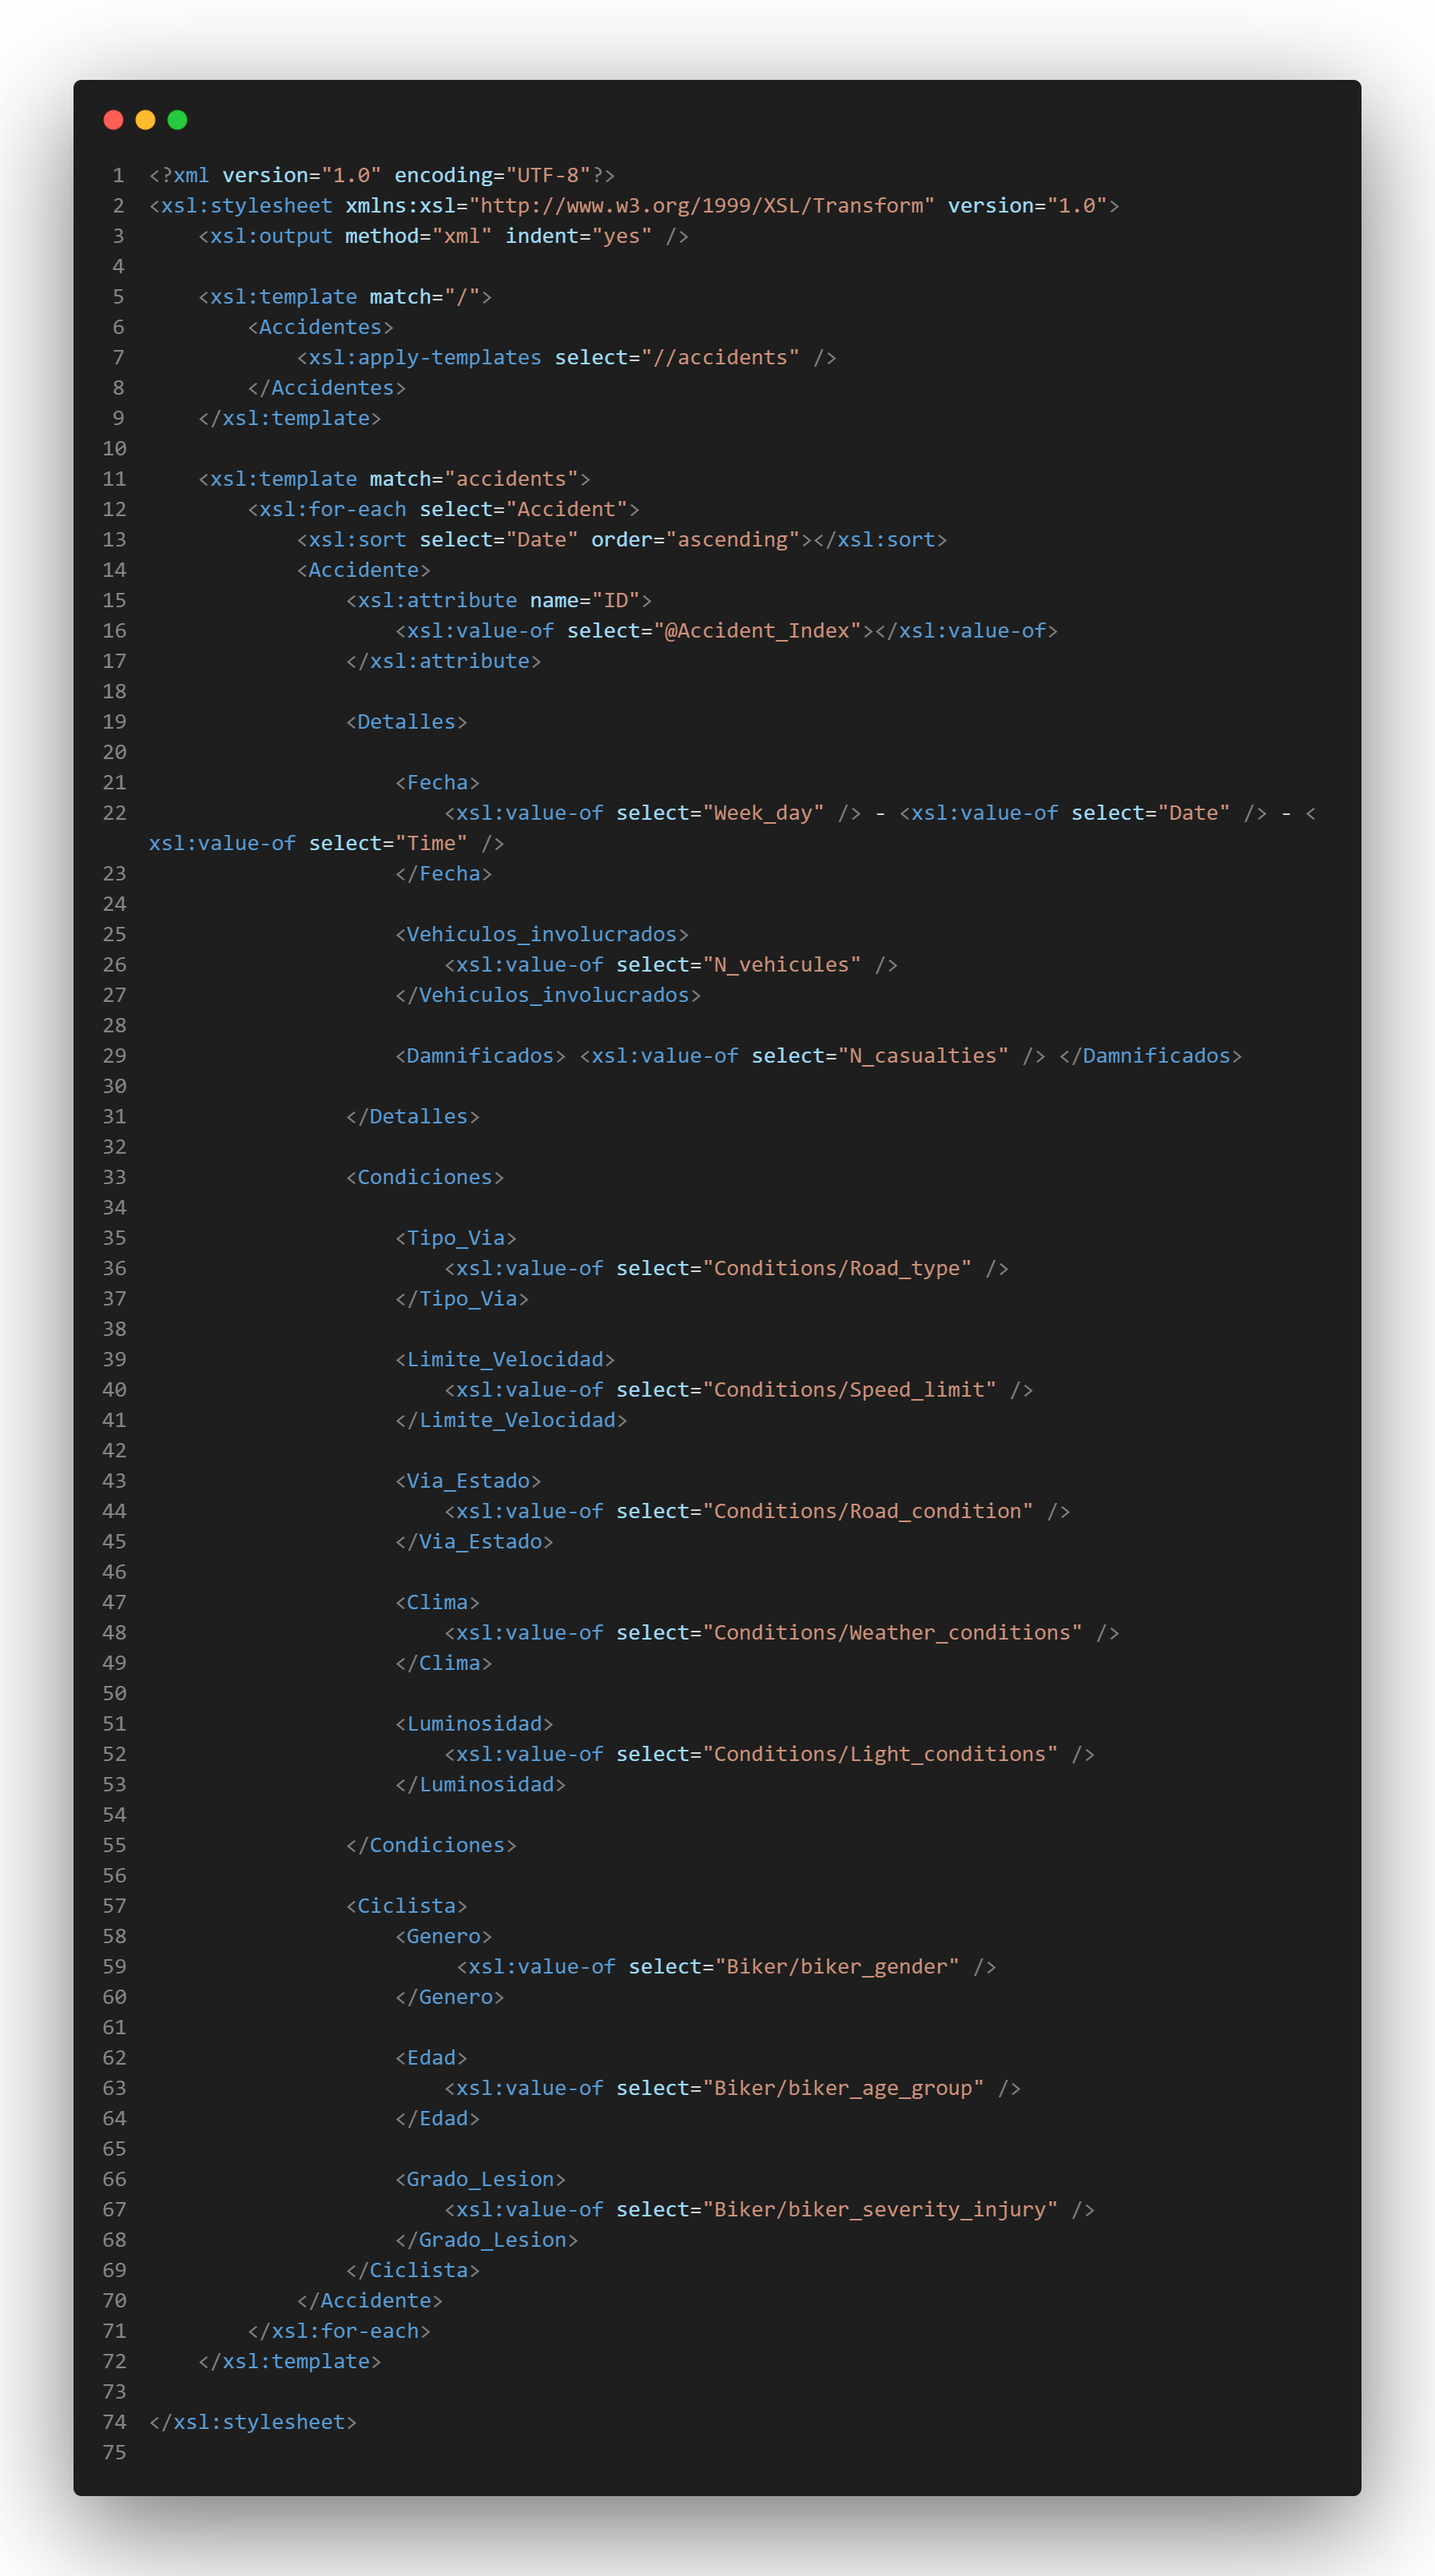 1 <?xml version="1.0" encoding="UTF-8"?>
2 <xsl:stylesheet xmlns:xsl="http://www.w3.org/1999/XSL/Transform" version="1.0">
3     <xsl:output method="xml" indent="yes" />
4
5     <xsl:template match="/">
6         <Accidentes>
7             <xsl:apply-templates select="//accidents" />
8         </Accidentes>
9     </xsl:template>
10
11     <xsl:template match="accidents">
12         <xsl:for-each select="Accident">
13             <xsl:sort select="Date" order="ascending"></xsl:sort>
14             <Accidente>
15                 <xsl:attribute name="ID">
16                     <xsl:value-of select="@Accident_Index"></xsl:value-of>
17                 </xsl:attribute>
18
19                 <Detalles>
20
21                     <Fecha>
22                         <xsl:value-of select="Week_day" /> - <xsl:value-of select="Date" /> - <
xsl:value-of select="Time" />
23                     </Fecha>
24
25                     <Vehiculos_involucrados>
26                         <xsl:value-of select="N_vehicules" />
27                     </Vehiculos_involucrados>
28
29                     <Damnificados> <xsl:value-of select="N_casualties" /> </Damnificados>
30
31                 </Detalles>
32
33                 <Condiciones>
34
35                     <Tipo_Via>
36                         <xsl:value-of select="Conditions/Road_type" />
37                     </Tipo_Via>
38
39                     <Limite_Velocidad>
40                         <xsl:value-of select="Conditions/Speed_limit" />
41                     </Limite_Velocidad>
42
43                     <Via_Estado>
44                         <xsl:value-of select="Conditions/Road_condition" />
45                     </Via_Estado>
46
47                     <Clima>
48                         <xsl:value-of select="Conditions/Weather_conditions" />
49                     </Clima>
50
51                     <Luminosidad>
52                         <xsl:value-of select="Conditions/Light_conditions" />
53                     </Luminosidad>
54
55                 </Condiciones>
56
57                 <Ciclista>
58                     <Genero>
59                          <xsl:value-of select="Biker/biker_gender" />
60                     </Genero>
61
62                     <Edad>
63                         <xsl:value-of select="Biker/biker_age_group" />
64                     </Edad>
65
66                     <Grado_Lesion>
67                         <xsl:value-of select="Biker/biker_severity_injury" />
68                     </Grado_Lesion>
69                 </Ciclista>
70             </Accidente>
71         </xsl:for-each>
72     </xsl:template>
73
74 </xsl:stylesheet>
75